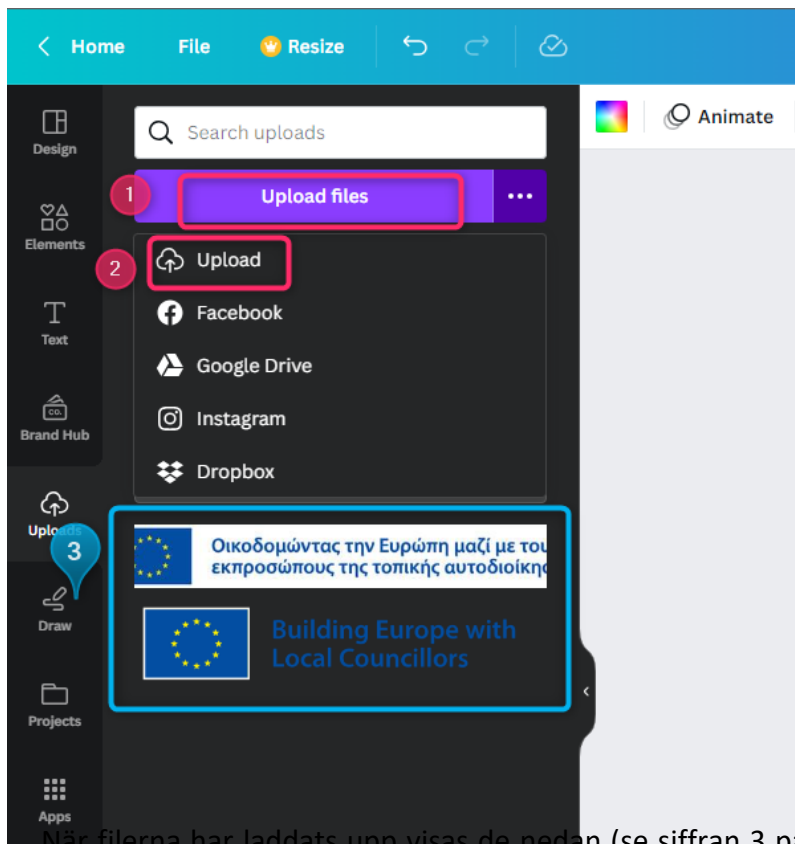 Home File Resize
Design
Elements
Text
Brand Hub
Uploads
Draw
Projects
Apps
Search uploads
1 Upload files
2 Upload
Facebook
Google Drive
Instagram
Dropbox
3
Οικοδομώντας την Ευρώπη μαζί με του
εκπροσώπους της τοπικής αυτοδιοίκησ
Building Europe with
Local Councillors
Animate
När filerna har laddats upp visas de nedan (se siffran 3 på